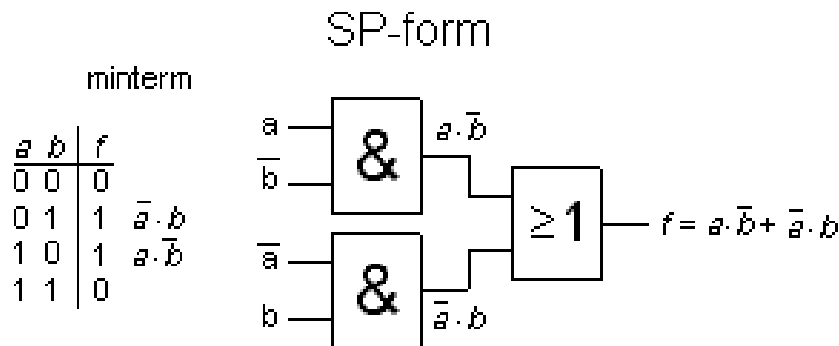 SP-form
minterm
a b f
0 0 0
0 1 1 a̅·b
1 0 1 a·b̅
1 1 0
a
b̅
&
a·b̅
a̅
b
&
a̅·b
≥1
f = a·b̅ + a̅·b